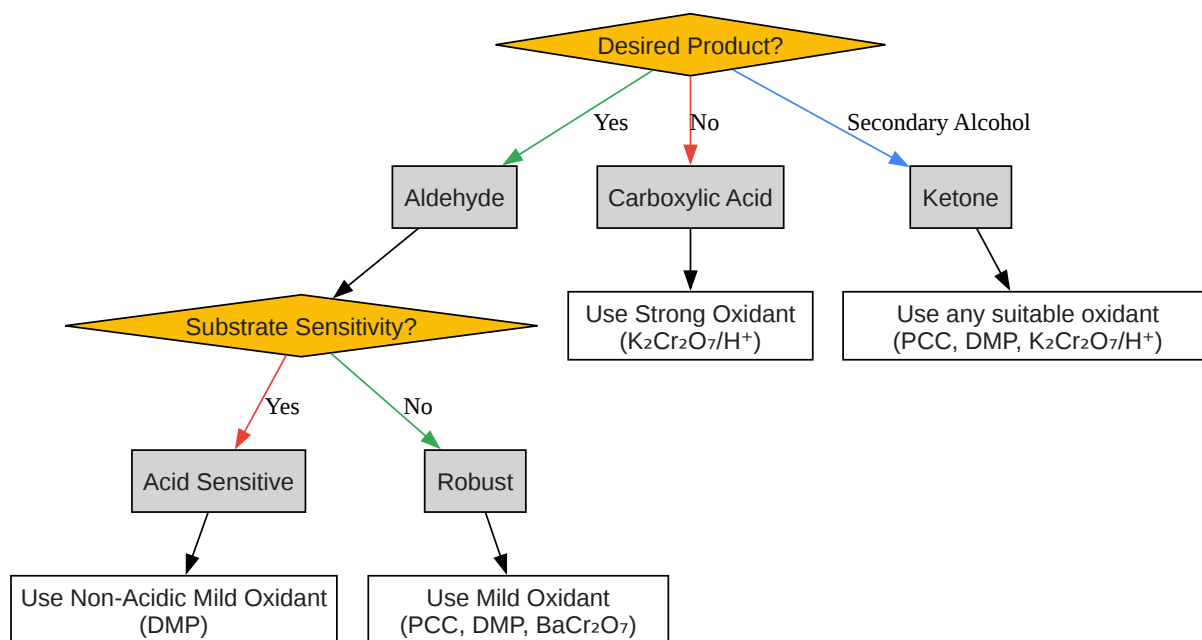 Desired Product?
Yes
No
Secondary Alcohol
Aldehyde
Carboxylic Acid
Ketone
Substrate Sensitivity?
Use Strong Oxidant
(K₂Cr₂O₇/H⁺)
Use any suitable oxidant
(PCC, DMP, K₂Cr₂O₇/H⁺)
Yes
No
Acid Sensitive
Robust
Use Non-Acidic Mild Oxidant
(DMP)
Use Mild Oxidant
(PCC, DMP, BaCr₂O₇)